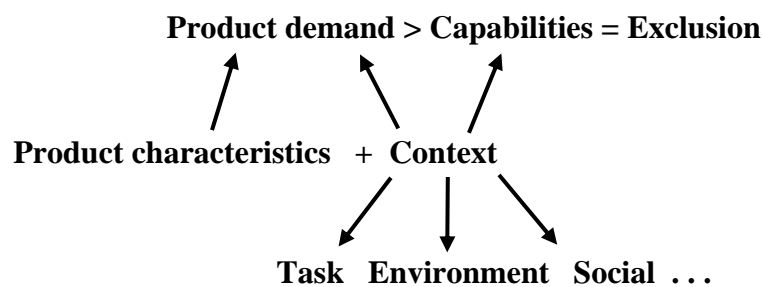 Product demand > Capabilities = Exclusion
Product characteristics + Context
Task Environment Social . . .